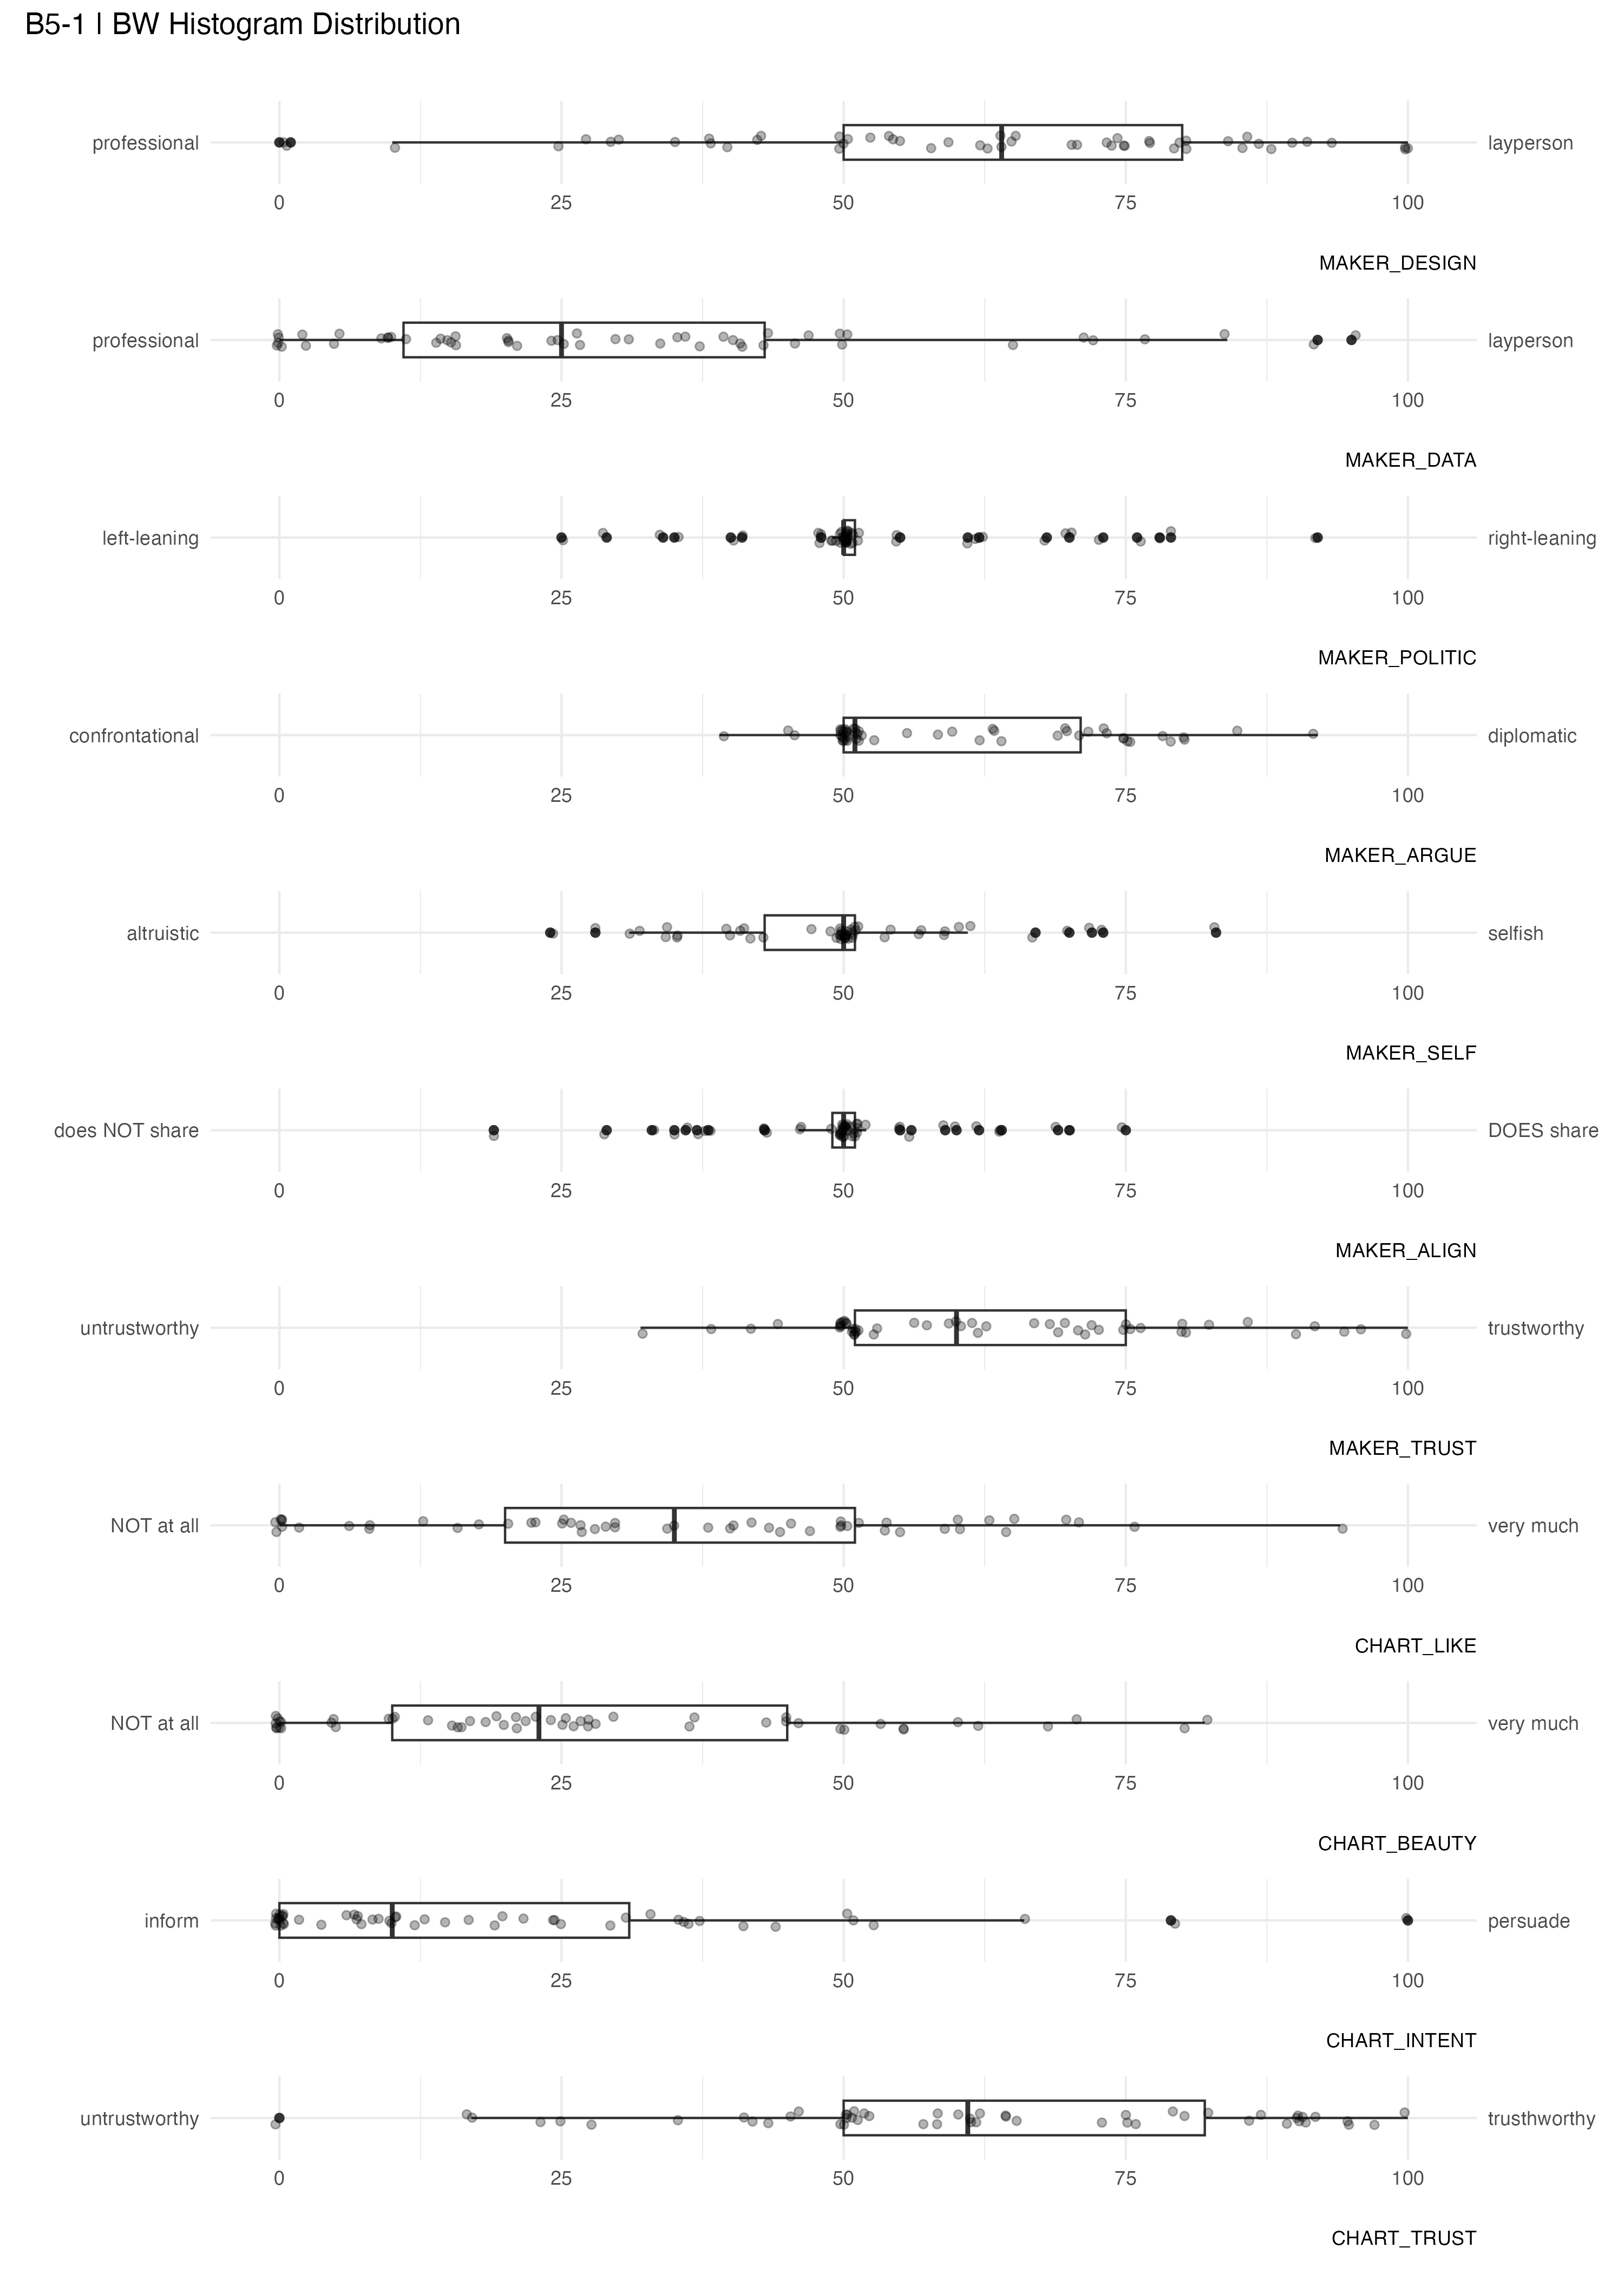 B5-1 | BW Histogram Distribution
professional layperson
0 25 50 75 100
MAKER_DESIGN
professional layperson
0 25 50 75 100
MAKER_DATA
left-leaning right-leaning
0 25 50 75 100
MAKER_POLITIC
confrontational diplomatic
0 25 50 75 100
MAKER_ARGUE
altruistic selfish
0 25 50 75 100
MAKER_SELF
does NOT share DOES share
0 25 50 75 100
MAKER_ALIGN
untrustworthy trustworthy
0 25 50 75 100
MAKER_TRUST
NOT at all very much
0 25 50 75 100
CHART_LIKE
NOT at all very much
0 25 50 75 100
CHART_BEAUTY
inform persuade
0 25 50 75 100
CHART_INTENT
untrustworthy trusthworthy
0 25 50 75 100
CHART_TRUST